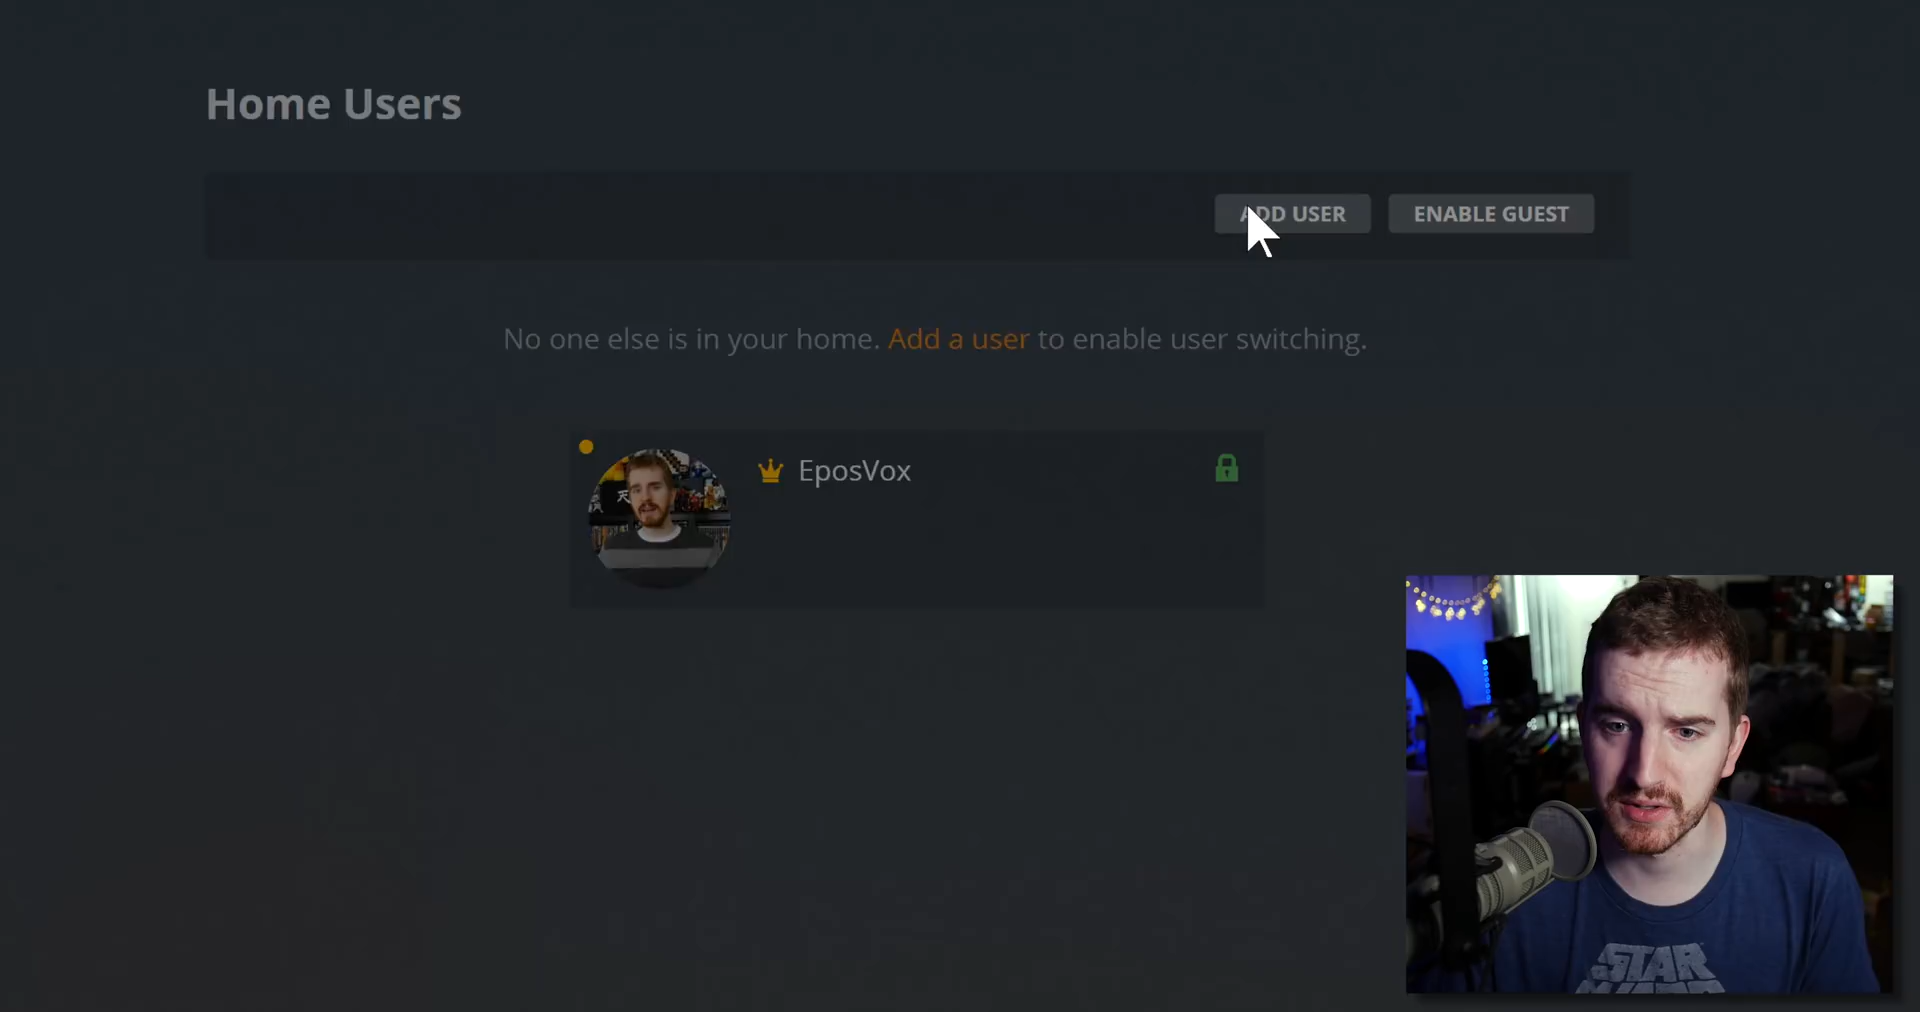 Home Users
ADD USER
ENABLE GUEST
No one else is in your home. Add a user to enable user switching.
EposVox
STAR